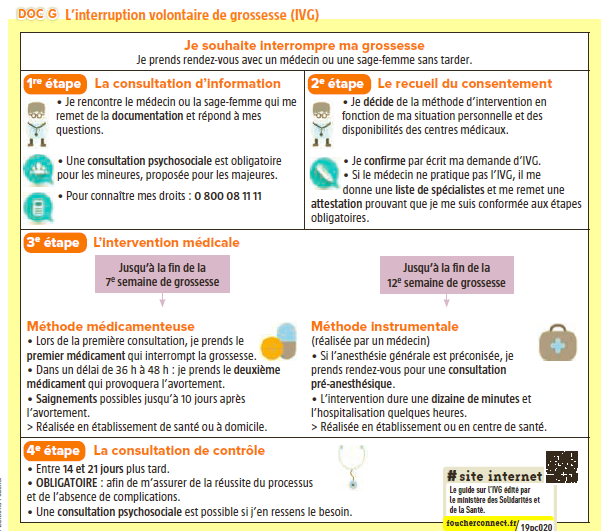 DOC G L'interruption volontaire de grossesse (IVG)
Je souhaite interrompre ma grossesse
Je prends rendez-vous avec un médecin ou une sage-femme sans tarder.
1re étape La consultation d'information
• Je rencontre le médecin ou la sage-femme qui me
remet de la documentation et répond à mes
questions.
• Une consultation psychosociale est obligatoire
pour les mineures, proposée pour les majeures.
• Pour connaître mes droits : 0 800 08 11 11
2e étape Le recueil du consentement
• Je décide de la méthode d'intervention en
fonction de ma situation personnelle et des
disponibilités des centres médicaux.
• Je confirme par écrit ma demande d'IVG.
• Si le médecin ne pratique pas l'IVG, il me
donne une liste de spécialistes et me remet une
attestation prouvant que je me suis conformée aux étapes
obligatoires.
3e étape L'intervention médicale
Jusqu'à la fin de la
7e semaine de grossesse
Méthode médicamenteuse
• Lors de la première consultation, je prends le
premier médicament qui interrompt la grossesse.
• Dans un délai de 36 h à 48 h : je prends le deuxième
médicament qui provoquera l'avortement.
• Saignements possibles jusqu'à 10 jours après
l'avortement.
> Réalisée en établissement de santé ou à domicile.
Jusqu'à la fin de la
12e semaine de grossesse
Méthode instrumentale
(réalisée par un médecin)
• Si l'anesthésie générale est préconisée, je
prends rendez-vous pour une consultation
pré-anesthésique.
• L'intervention dure une dizaine de minutes et
l'hospitalisation quelques heures.
> Réalisée en établissement ou en centre de santé.
4e étape La consultation de contrôle
• Entre 14 et 21 jours plus tard.
• OBLIGATOIRE : afin de m'assurer de la réussite du processus
et de l'absence de complications.
• Une consultation psychosociale est possible si j'en ressens le besoin.
# site internet
Le guide sur l'IVG édité par
le ministère des Solidarités et
de la Santé.
foucherconnect.fr/19pc020